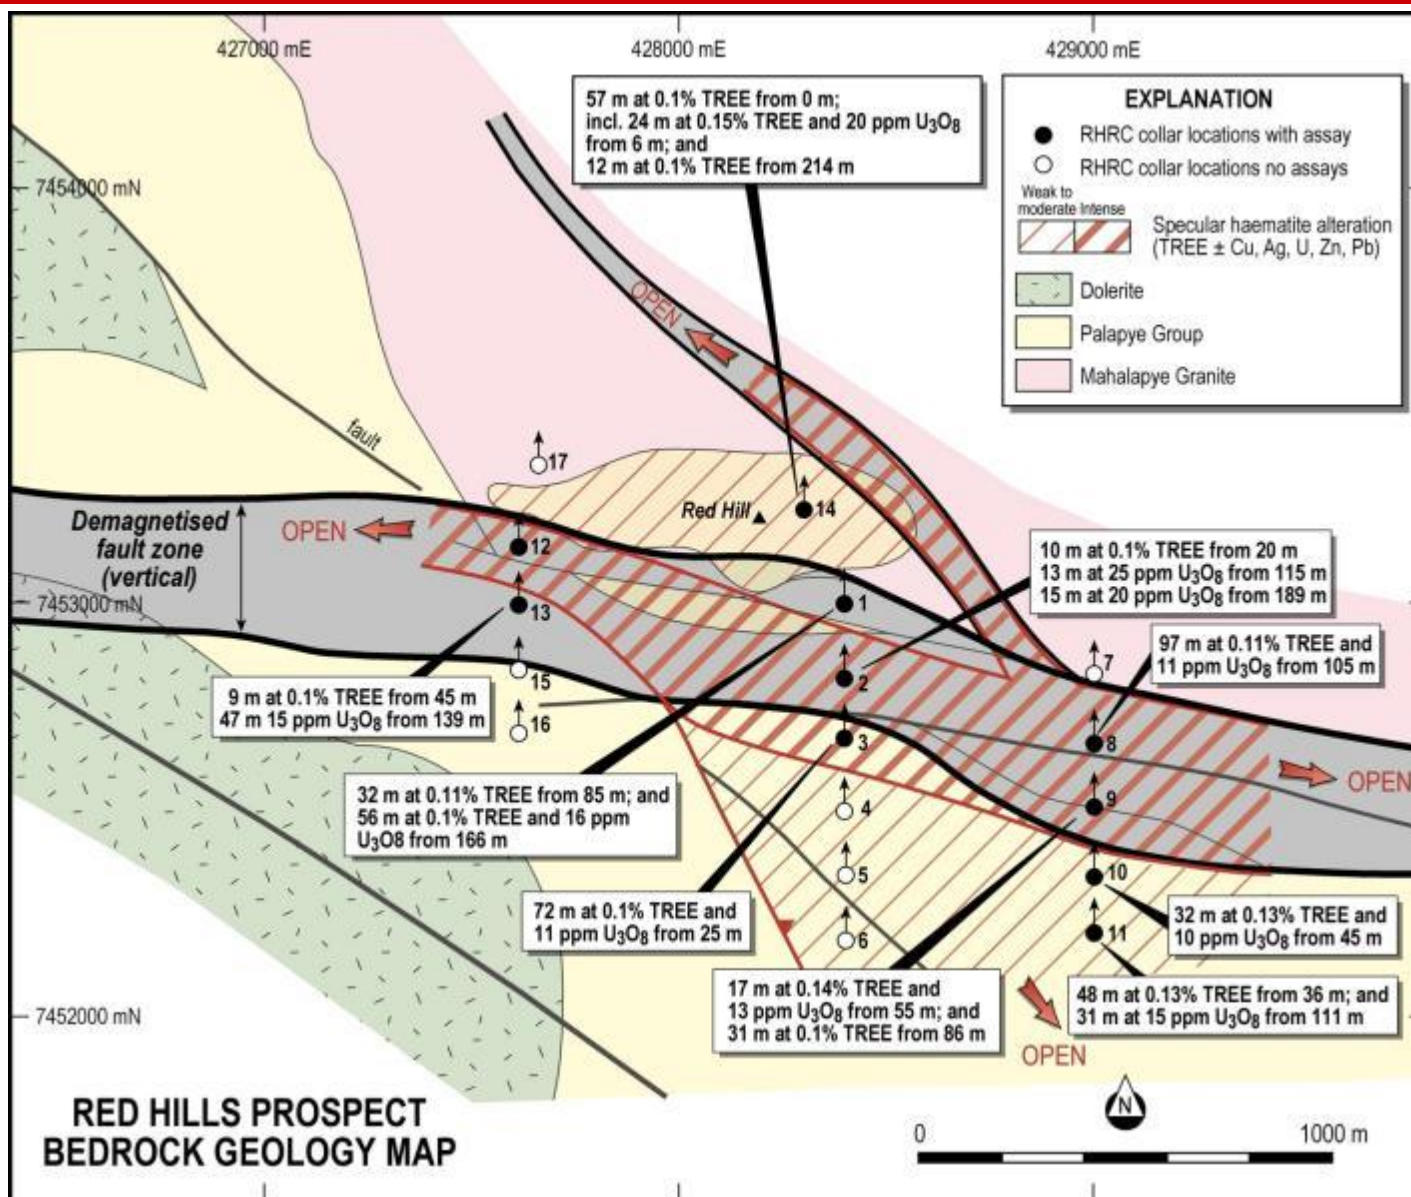 427000 mE
428000 mE
429000 mE
7454000 mN
7453000 mN
7452000 mN
57 m at 0.1% TREE from 0 m;
incl. 24 m at 0.15% TREE and 20 ppm U₃O₈
from 6 m; and
12 m at 0.1% TREE from 214 m
EXPLANATION
RHRC collar locations with assay
RHRC collar locations no assays
Weak to
moderate Intense
Specular haematite alteration
(TREE ± Cu, Ag, U, Zn, Pb)
Dolerite
Palapye Group
Mahalapye Granite
OPEN
fault
17
Red Hill
14
Demagnetised
fault zone
(vertical)
OPEN
12
13
1
10 m at 0.1% TREE from 20 m
13 m at 25 ppm U₃O₈ from 115 m
15 m at 20 ppm U₃O₈ from 189 m
97 m at 0.11% TREE and
11 ppm U₃O₈ from 105 m
7
15
2
9 m at 0.1% TREE from 45 m
47 m 15 ppm U₃O₈ from 139 m
16
3
8
OPEN
32 m at 0.11% TREE from 85 m; and
56 m at 0.1% TREE and 16 ppm
U3O8 from 166 m
4
9
5
10
72 m at 0.1% TREE and
11 ppm U₃O₈ from 25 m
6
11
32 m at 0.13% TREE and
10 ppm U₃O₈ from 45 m
17 m at 0.14% TREE and
13 ppm U₃O₈ from 55 m; and
31 m at 0.1% TREE from 86 m
48 m at 0.13% TREE from 36 m; and
31 m at 15 ppm U₃O₈ from 111 m
OPEN
RED HILLS PROSPECT
BEDROCK GEOLOGY MAP
N
0
1000 m